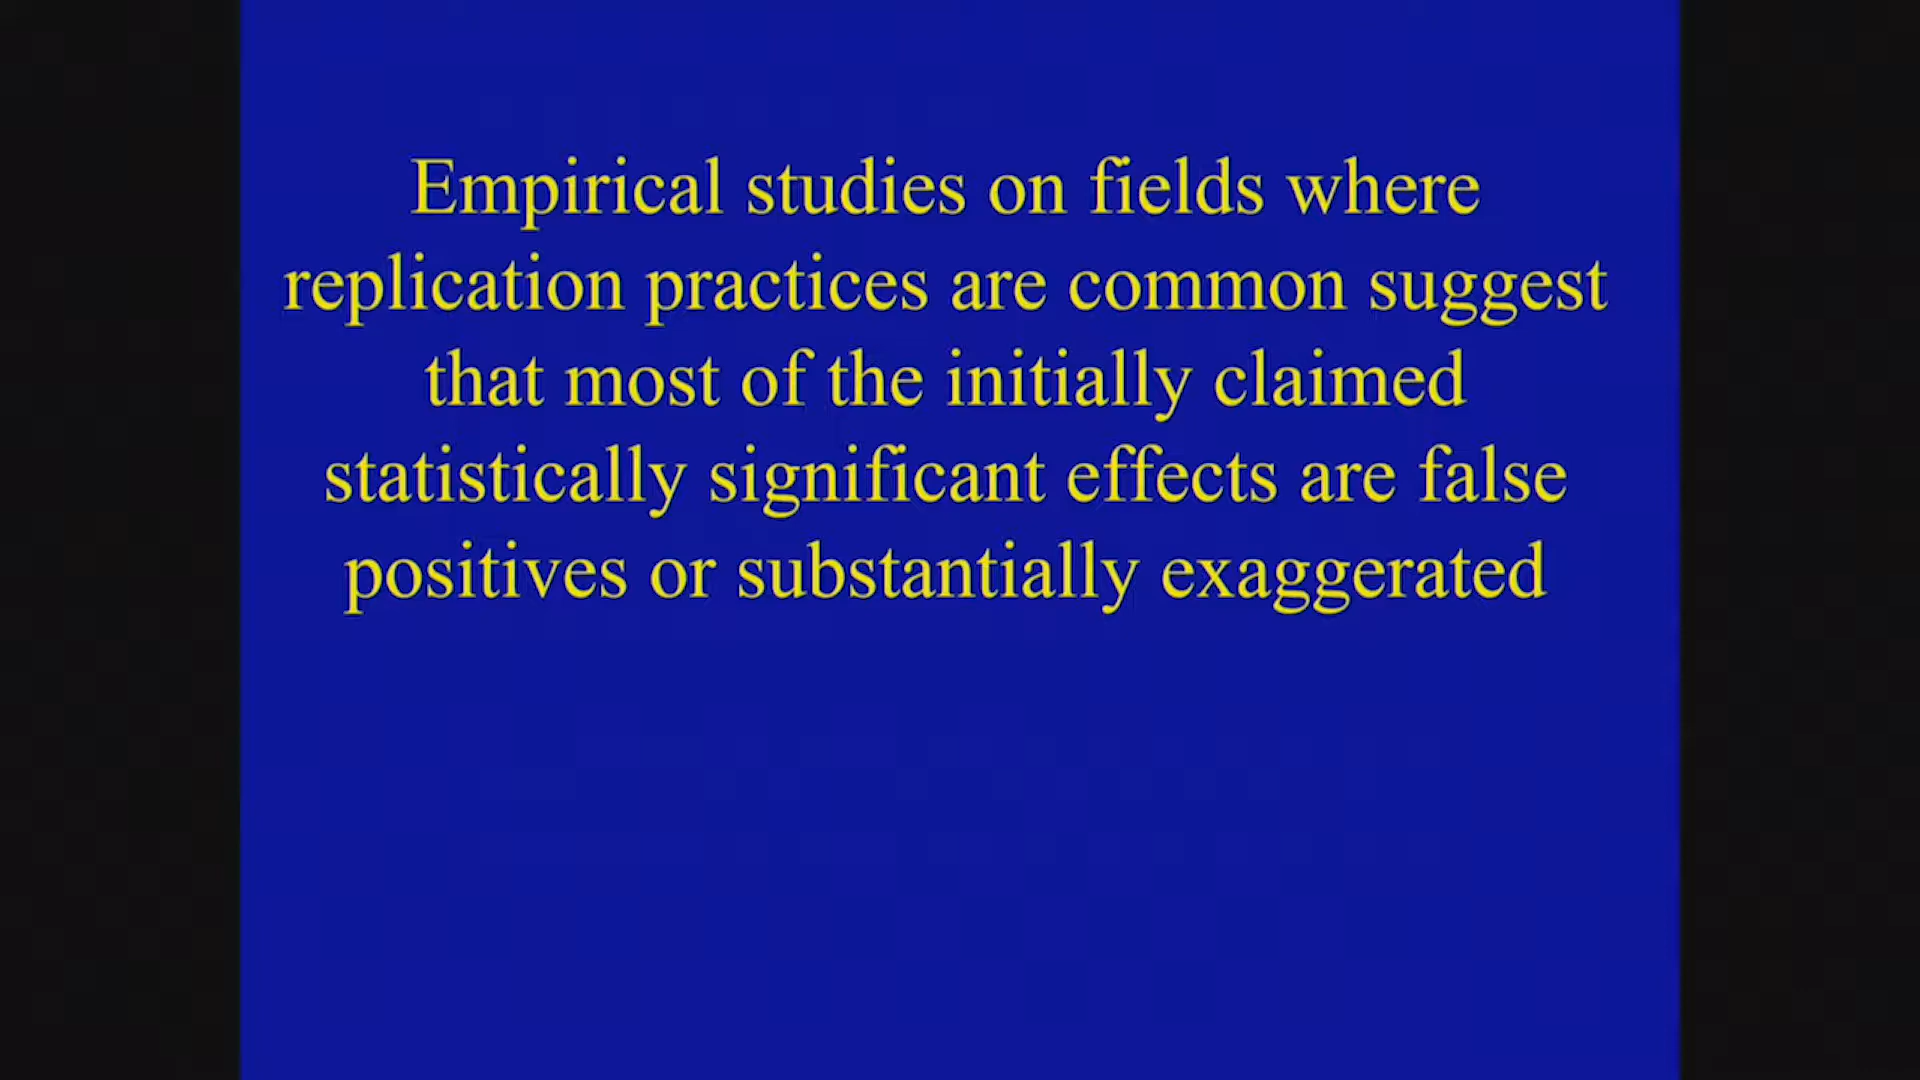 Empirical studies on fields where
replication practices are common suggest
that most of the initially claimed
statistically significant effects are false
positives or substantially exaggerated